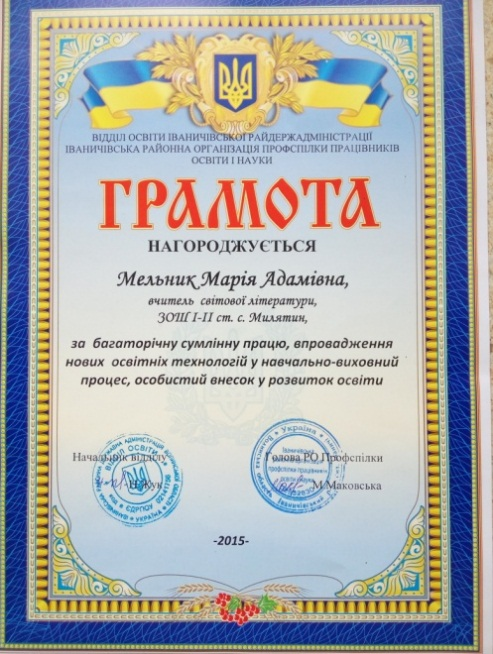 ВІДДІЛ ОСВІТИ ІВАНИЧІВСЬКОЇ РАЙДЕРЖАДМІНІСТРАЦІЇ
ІВАНИЧІВСЬКА РАЙОННА ОРГАНІЗАЦІЯ ПРОФСПІЛКИ ПРАЦІВНИКІВ
ОСВІТИ І НАУКИ
ГРАМОТА
НАГОРОДЖУЄТЬСЯ
Мельник Марія Адамівна,
вчитель світової літератури,
ЗОШ І-ІІ ст. с. Милятин,
за багаторічну сумлінну працю, впровадження
нових освітніх технологій у навчально-виховний
процес, особистий внесок у розвиток освіти
Начальник відділу
Голова РО Профспілки
Жук
М.Маковська
-2015-